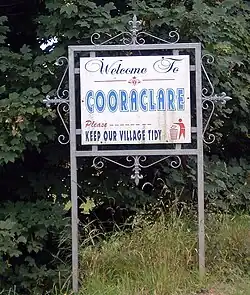 Welcome To
COORACLARE
Please
KEEP OUR VILLAGE TIDY